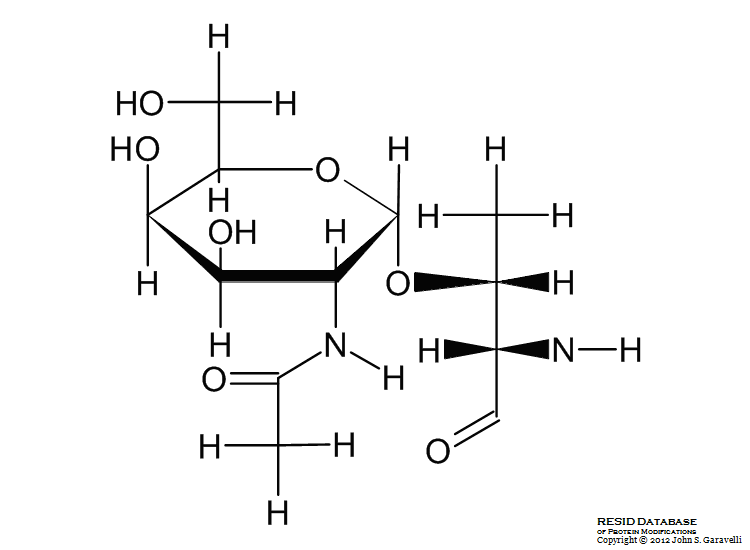 H
HO H
HO H H
O
H H H
OH H
H O H
H N H N H
O H
O
H H
H
RESID DATABASE
OF PROTEIN MODIFICATIONS
Copyright © 2012 John S. Garavelli